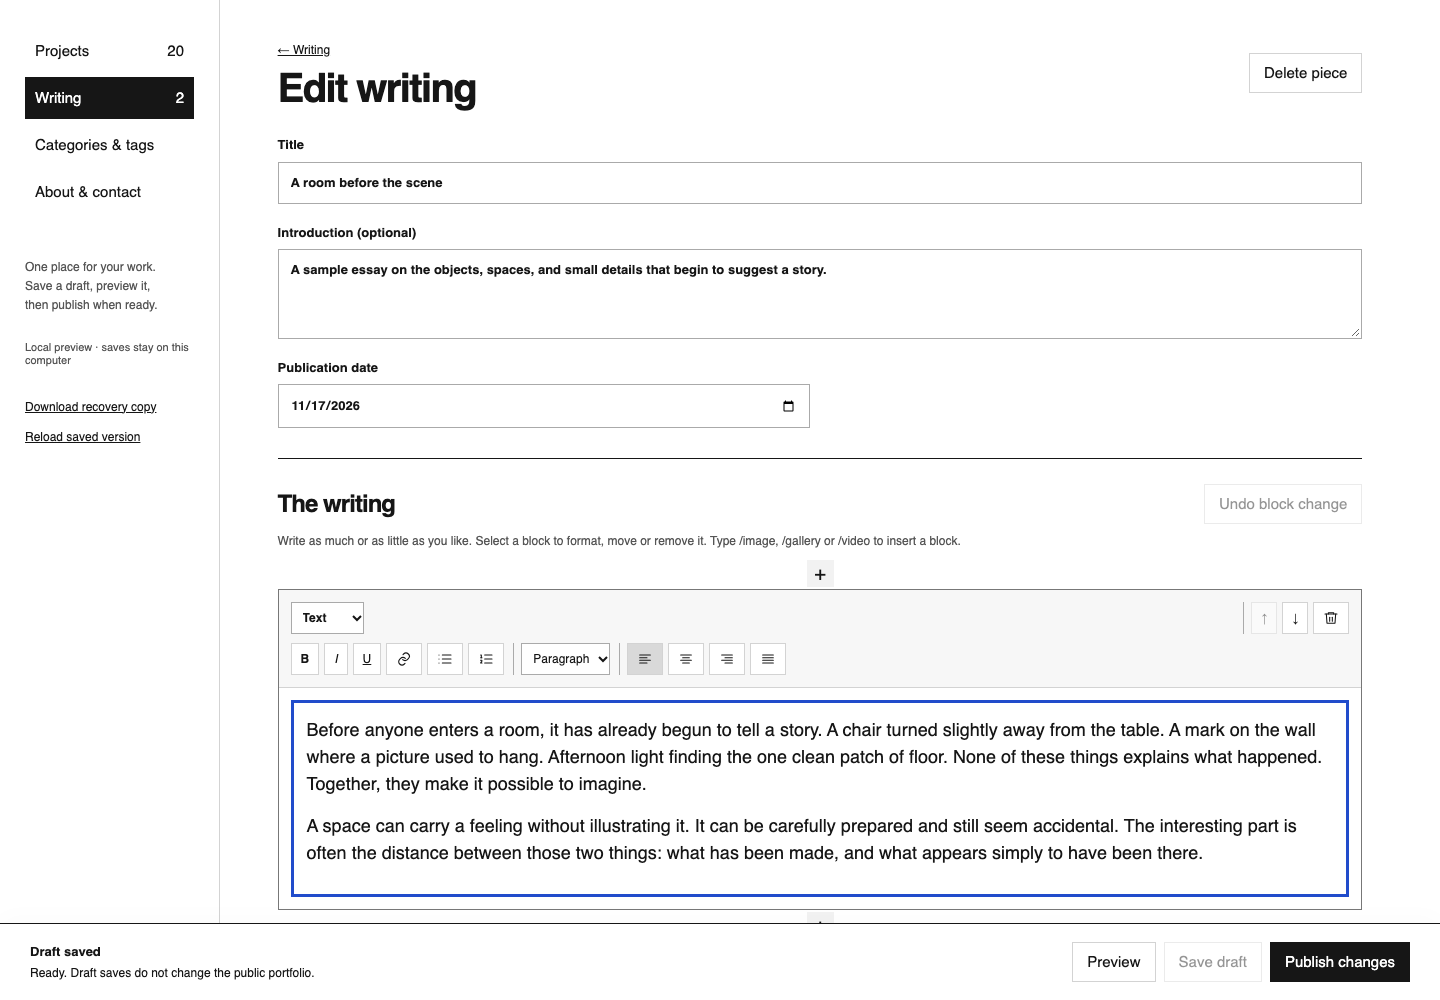 Projects 20
Writing 2
Categories & tags
About & contact
One place for your work.
Save a draft, preview it,
then publish when ready.
Local preview · saves stay on this
computer
Download recovery copy
Reload saved version
← Writing
Edit writing
Delete piece
Title
A room before the scene
Introduction (optional)
A sample essay on the objects, spaces, and small details that begin to suggest a story.
Publication date
11/17/2026
The writing
Undo block change
Write as much or as little as you like. Select a block to format, move or remove it. Type /image, /gallery or /video to insert a block.
+
Text
↑ ↓
B I U Paragraph
Before anyone enters a room, it has already begun to tell a story. A chair turned slightly away from the table. A mark on the wall
where a picture used to hang. Afternoon light finding the one clean patch of floor. None of these things explains what happened.
Together, they make it possible to imagine.
A space can carry a feeling without illustrating it. It can be carefully prepared and still seem accidental. The interesting part is
often the distance between those two things: what has been made, and what appears simply to have been there.
Draft saved
Ready. Draft saves do not change the public portfolio.
Preview
Save draft
Publish changes